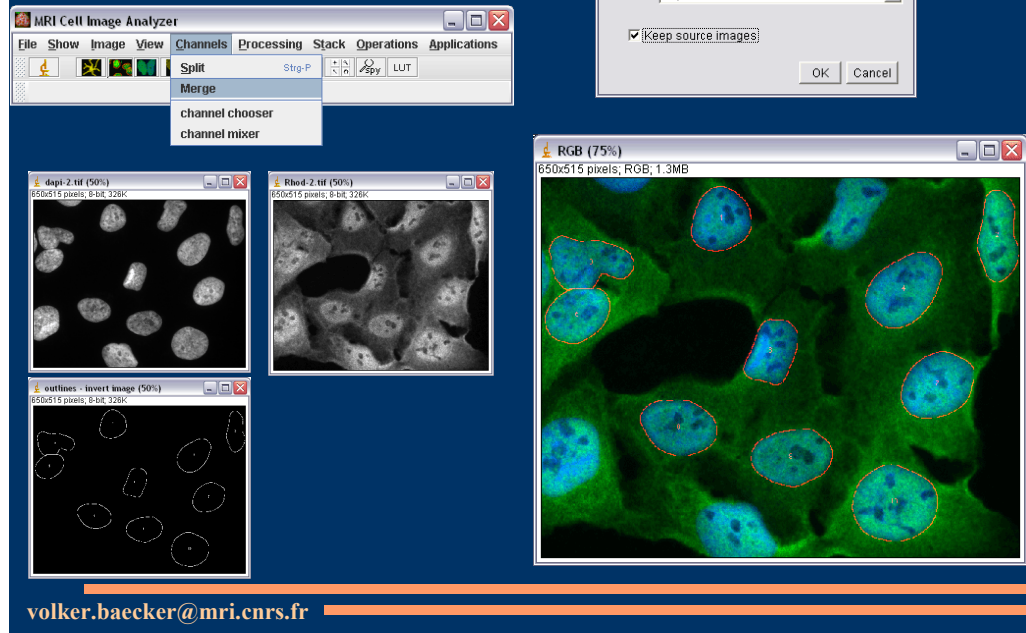 MRI Cell Image Analyzer
File Show Image View Channels Processing Stack Operations Applications
Split Strg-P
Spy LUT
Merge
channel chooser
channel mixer
Keep source images
OK Cancel
dapi-2.tif (50%)
650x515 pixels; 8-bit; 326K
Rhod-2.tif (50%)
650x515 pixels; 8-bit; 326K
outlines - invert image (50%)
650x515 pixels; 8-bit; 326K
RGB (75%)
650x515 pixels; RGB; 1.3MB
volker.baecker@mri.cnrs.fr